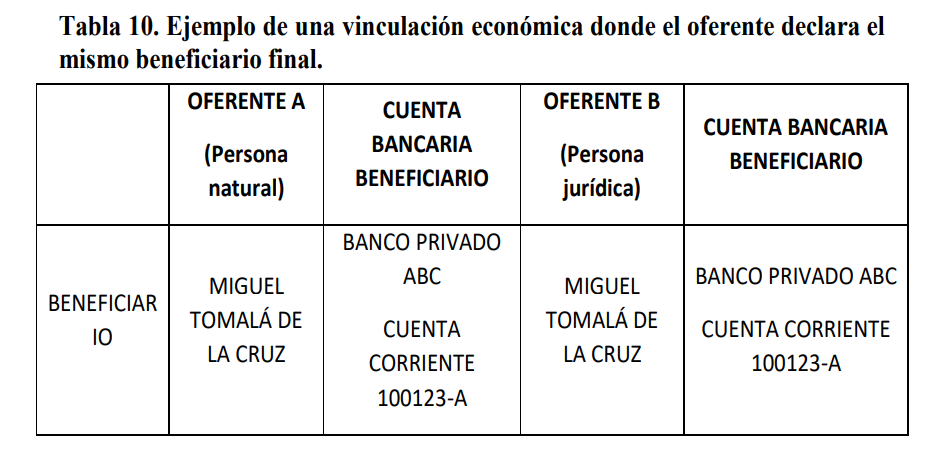 Tabla 10. Ejemplo de una vinculación económica donde el oferente declara el
mismo beneficiario final.
OFERENTE A
(Persona
natural)
CUENTA
BANCARIA
BENEFICIARIO
OFERENTE B
(Persona
jurídica)
CUENTA BANCARIA
BENEFICIARIO
BENEFICIAR
IO
MIGUEL
TOMALÁ DE
LA CRUZ
BANCO PRIVADO
ABC
CUENTA
CORRIENTE
100123-A
MIGUEL
TOMALÁ DE
LA CRUZ
BANCO PRIVADO ABC
CUENTA CORRIENTE
100123-A